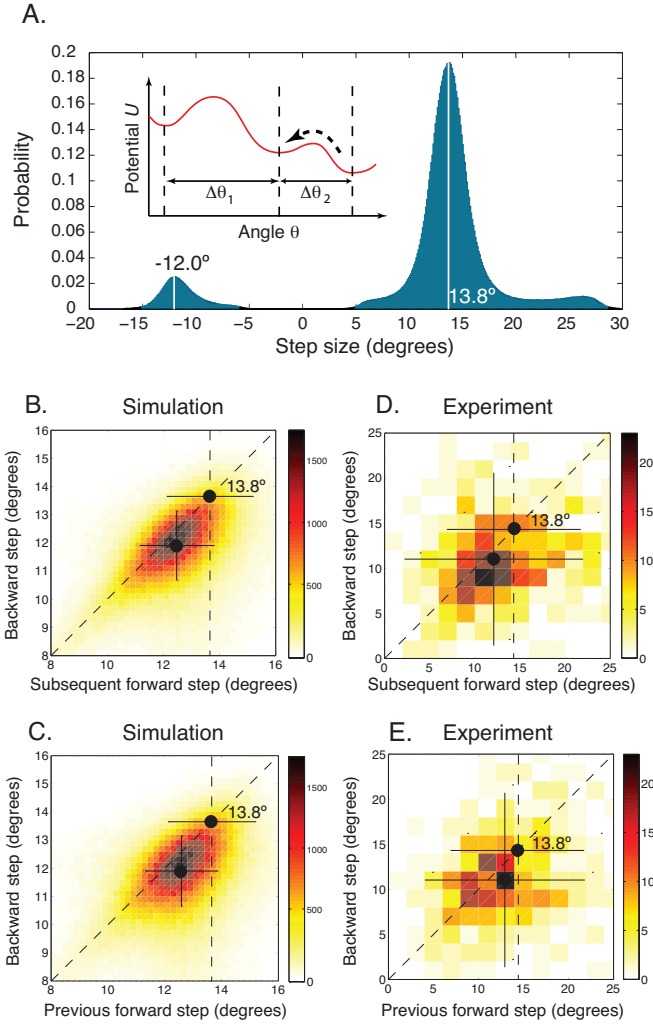 A.
0.2
0.18
0.16
0.14
0.12
0.1
0.08
0.06
0.04
0.02
0
Probability
Potential U
Δθ1
Δθ2
Angle θ
-12.0º
13.8º
−20 −15 −10 −5 0 5 10 15 20 25 30
Step size (degrees)
B.
Simulation
16
15
14
13
12
11
10
9
8
Backward step (degrees)
13.8º
8 10 12 14 16
Subsequent forward step (degrees)
1500
1000
500
0
D.
Experiment
25
20
15
10
5
0
Backward step (degrees)
13.8º
0 5 10 15 20 25
Subsequent forward step (degrees)
20
15
10
5
0
C.
Simulation
16
15
14
13
12
11
10
9
8
Backward step (degrees)
13.8º
8 10 12 14 16
Previous forward step (degrees)
1500
1000
500
0
E.
Experiment
25
20
15
10
5
0
Backward step (degrees)
13.8º
0 5 10 15 20 25
Previous forward step (degrees)
20
15
10
5
0